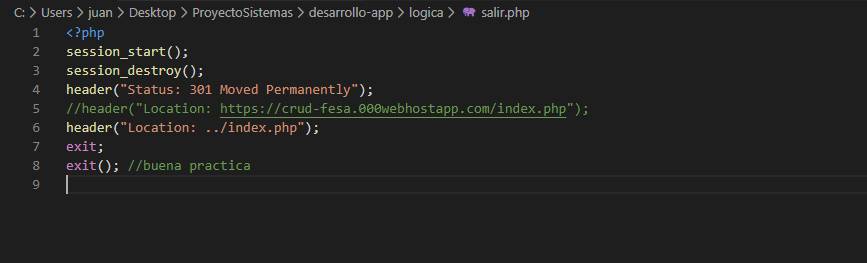 C: > Users > juan > Desktop > ProyectoSistemas > desarrollo-app > logica > salir.php
1 <?php
2 session_start();
3 session_destroy();
4 header("Status: 301 Moved Permanently");
5 //header("Location: https://crud-fesa.000webhostapp.com/index.php");
6 header("Location: ../index.php");
7 exit;
8 exit(); //buena practica
9